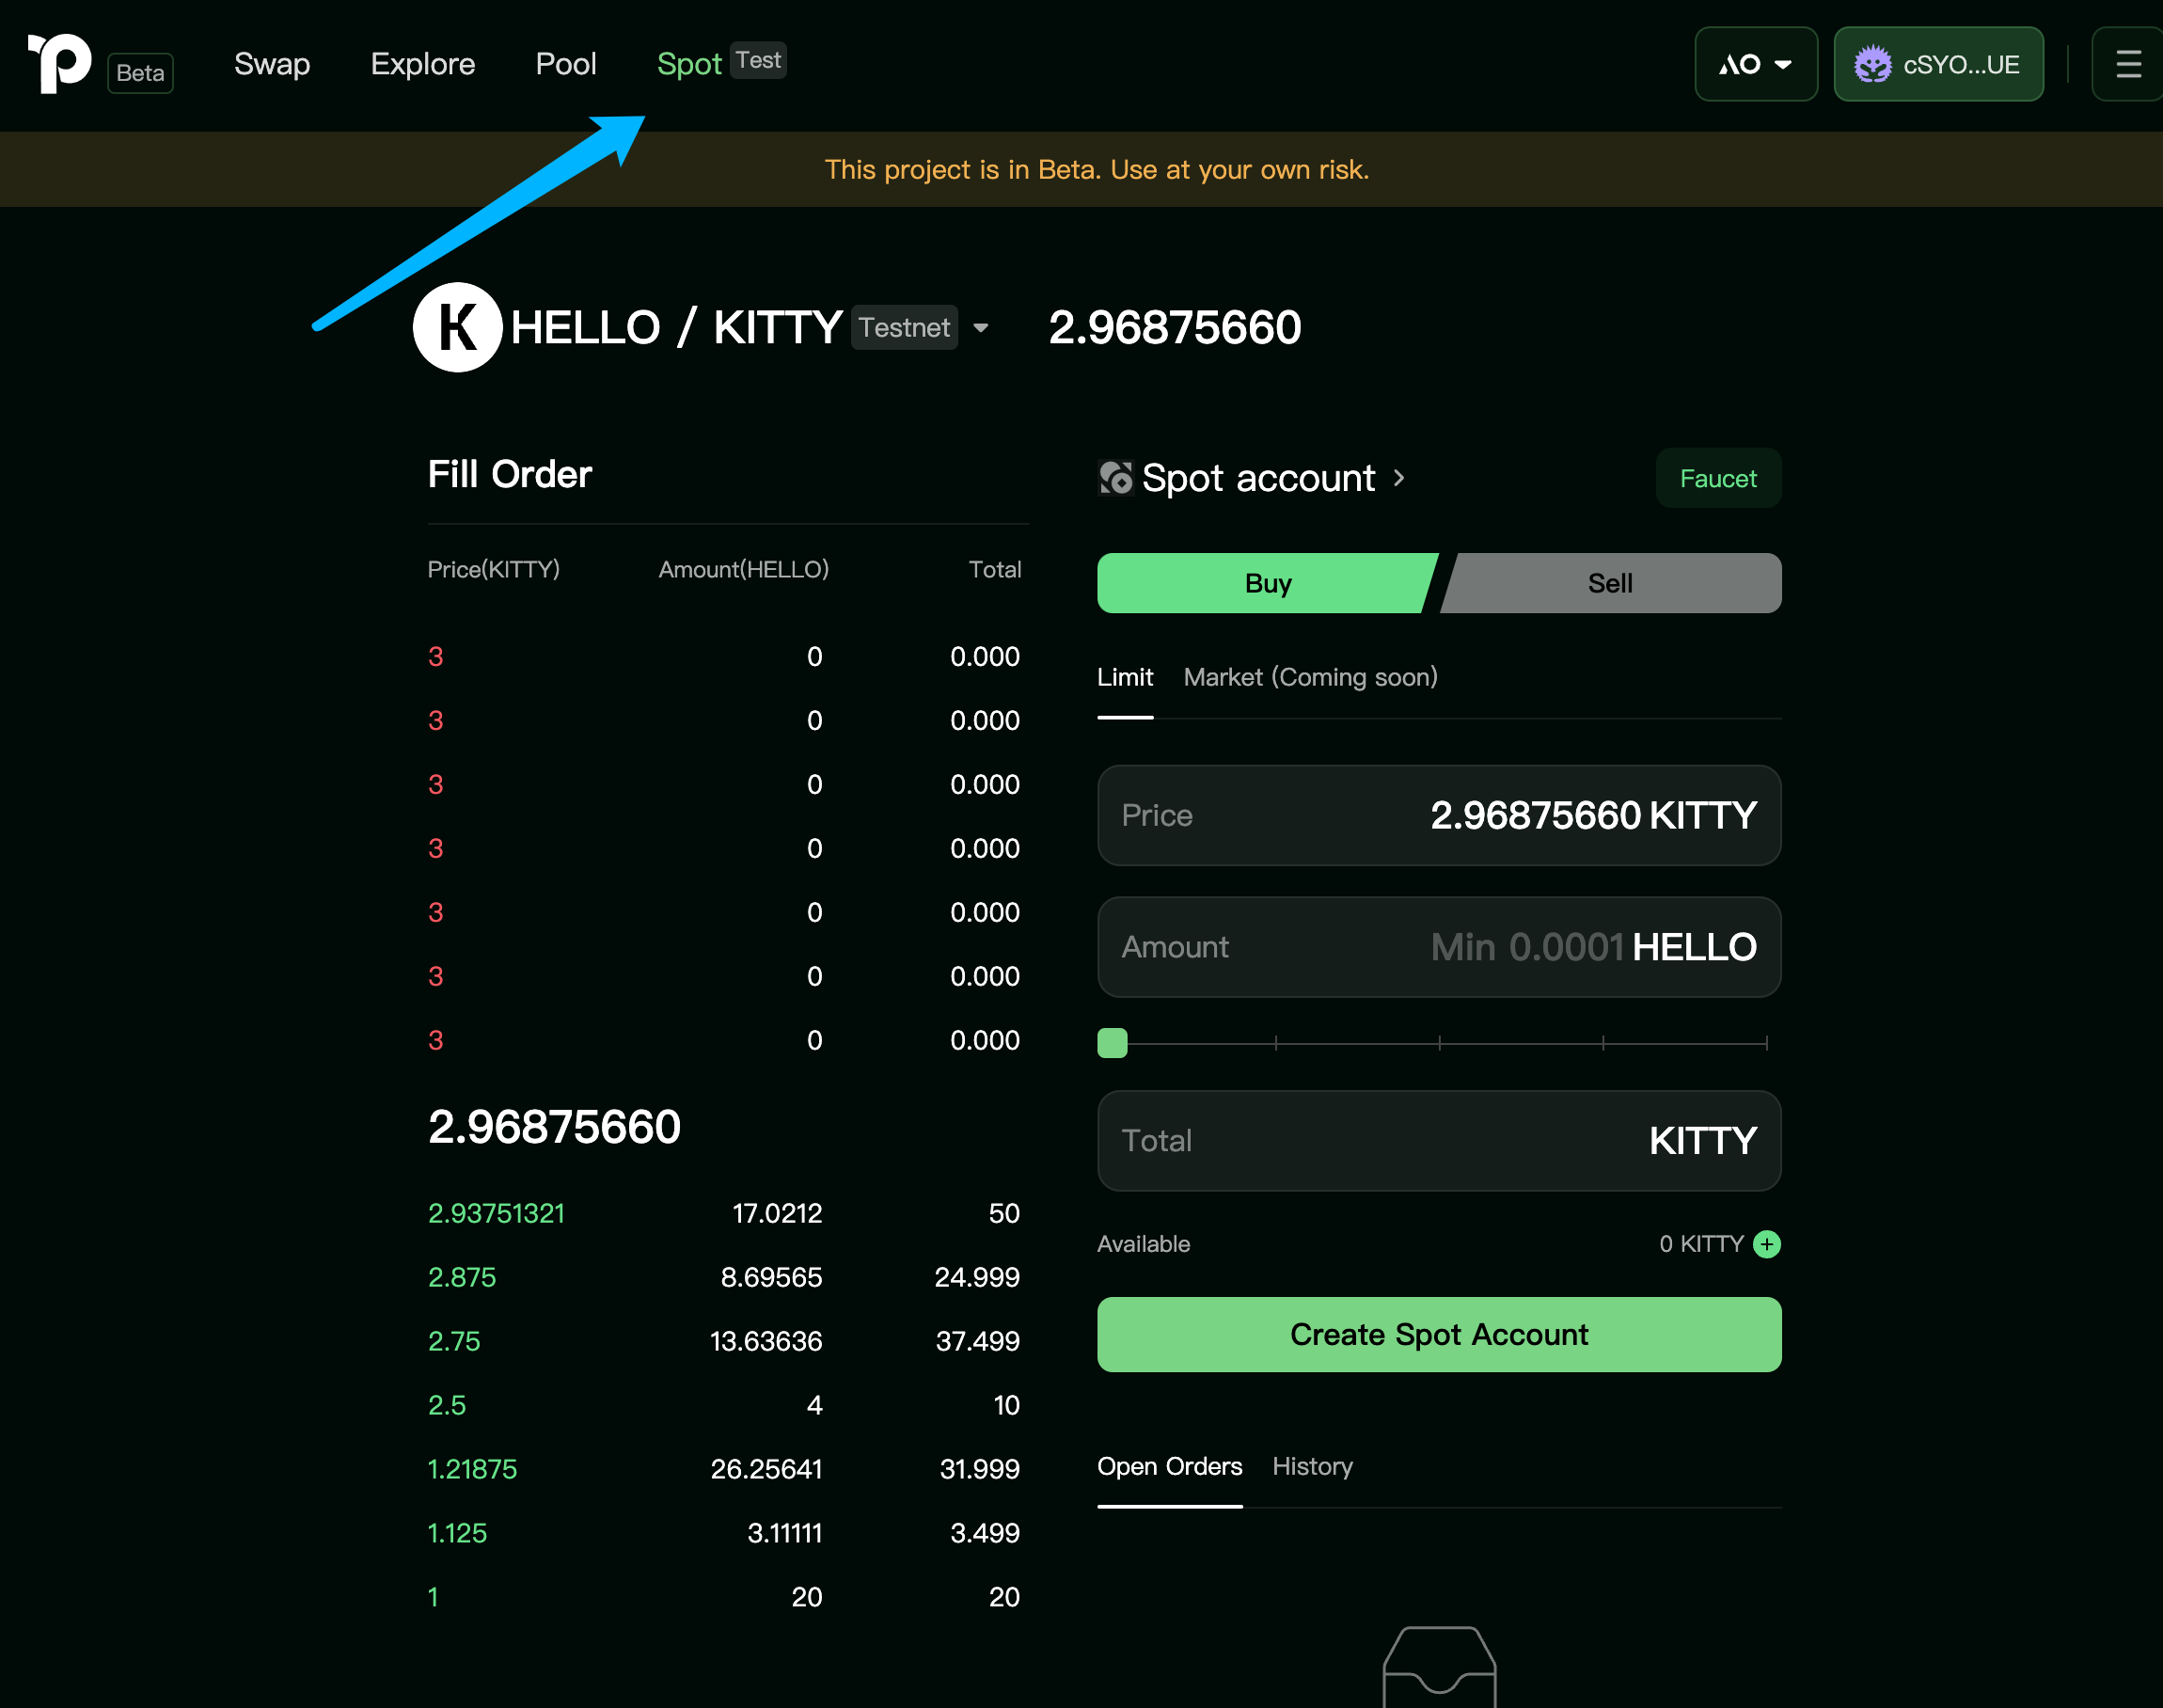 Beta Swap Explore Pool Spot Test AO cSYO...UE
This project is in Beta. Use at your own risk.
HELLO / KITTY Testnet 2.96875660
Fill Order
Price(KITTY) Amount(HELLO) Total
3 0 0.000
3 0 0.000
3 0 0.000
3 0 0.000
3 0 0.000
3 0 0.000
3 0 0.000
2.96875660
2.93751321 17.0212 50
2.875 8.69565 24.999
2.75 13.63636 37.499
2.5 4 10
1.21875 26.25641 31.999
1.125 3.11111 3.499
1 20 20
Spot account Faucet
Buy Sell
Limit Market (Coming soon)
Price 2.96875660 KITTY
Amount Min 0.0001 HELLO
Total KITTY
Available 0 KITTY
Create Spot Account
Open Orders History